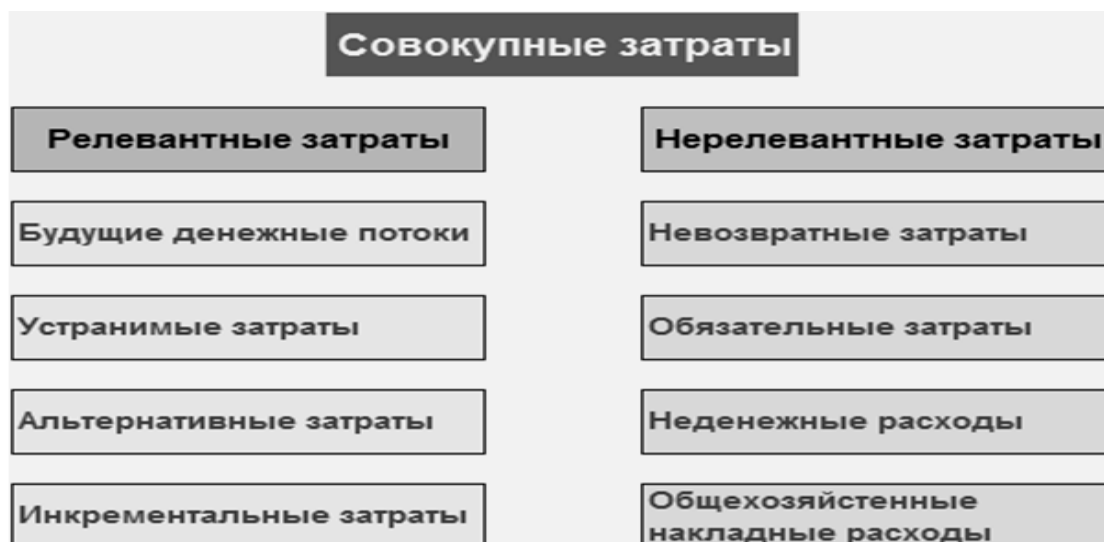 Совокупные затраты
Релевантные затраты
Нерелевантные затраты
Будущие денежные потоки
Невозвратные затраты
Устранимые затраты
Обязательные затраты
Альтернативные затраты
Неденежные расходы
Инкрементальные затраты
Общехозяйстенные
накладные расходы